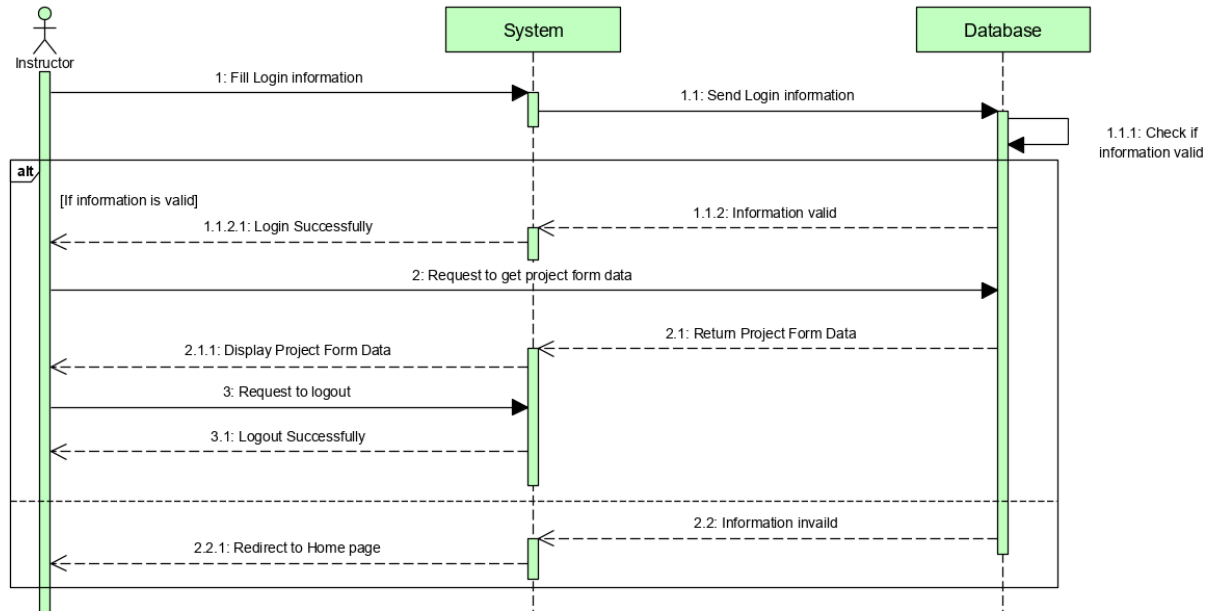 System
Database
Instructor
1: Fill Login information
1.1: Send Login information
1.1.1: Check if
information valid
alt
[If information is valid]
1.1.2: Information valid
1.1.2.1: Login Successfully
2: Request to get project form data
2.1: Return Project Form Data
2.1.1: Display Project Form Data
3: Request to logout
3.1: Logout Successfully
2.2: Information invaild
2.2.1: Redirect to Home page